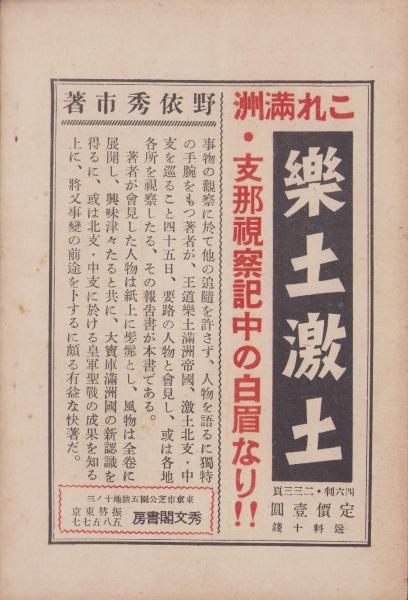 これ滿洲・支那視察記中の白眉なり!!
樂土激土
四六判・二三三頁
定價壹圓
送料十錢
野依秀市著
事物の觀察に於て他の追隨を許さず、人物を語るに獨特
の手腕をもつ著者が、王道樂土滿洲帝國、激土北支・中
支を巡ること四十五日、要路の人物と會見し、或は各地
各所を視察したる、その報告書が本書である。
著者が會見した人物は紙上に髣髴とし、風物は全卷に
展開し、興味津々たると共に、大寶庫滿洲國の新認識を
得るに、或は北支・中支に於ける皇軍聖戰の成果を知る
上に、將又事變の前途を卜するに頗る有益な快著だ。
東京市芝公園五號地十ノ三
秀文閣書房
振替東京
五八五七七